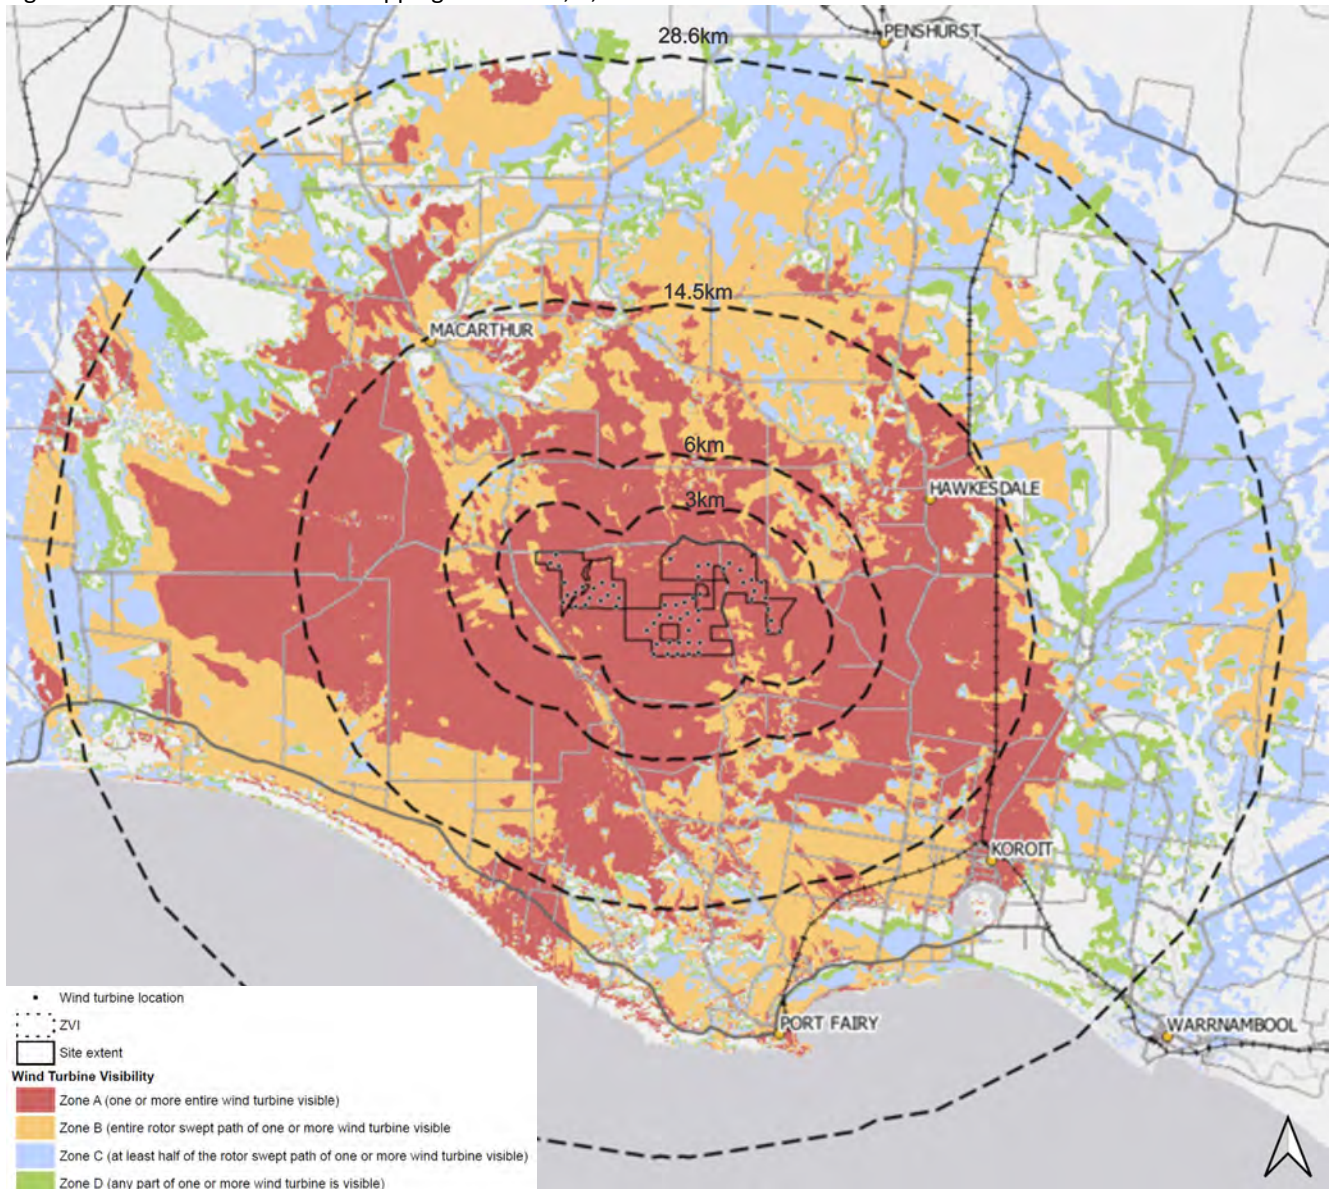 28.6km
PENSHURST
14.5km
MACARTHUR
6km
3km
HAWKESDALE
KOROIT
PORT FAIRY
WARRNAMBOOL
Wind turbine location
ZVI
Site extent
Wind Turbine Visibility
Zone A (one or more entire wind turbine visible)
Zone B (entire rotor swept path of one or more wind turbine visible
Zone C (at least half of the rotor swept path of one or more wind turbine visible)
Zone D (any part of one or more wind turbine is visible)